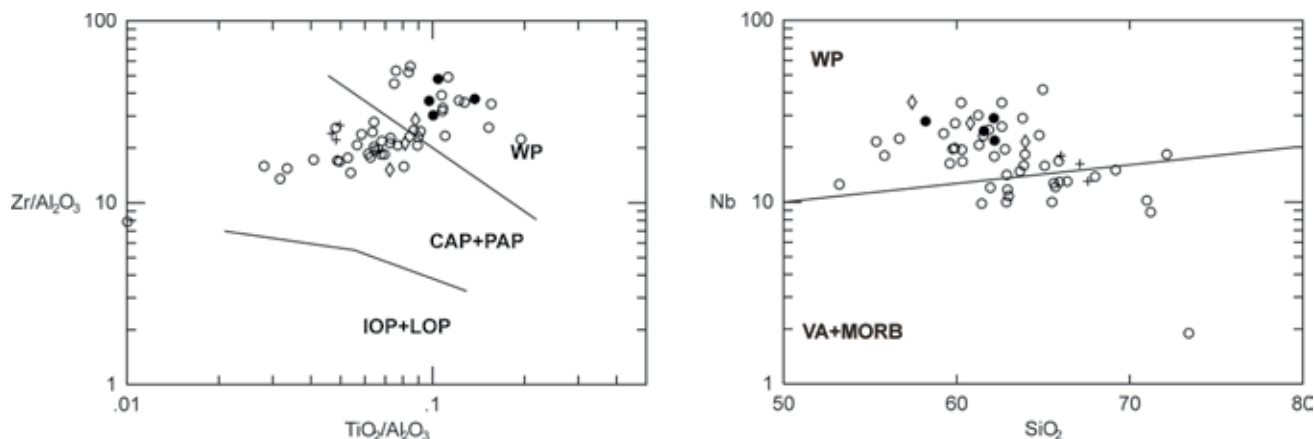 100
WP
Zr/Al₂O₃
10
CAP+PAP
IOP+LOP
1
.01
.1
TiO₂/Al₂O₃
100
WP
Nb
10
VA+MORB
1
50
60
70
80
SiO₂